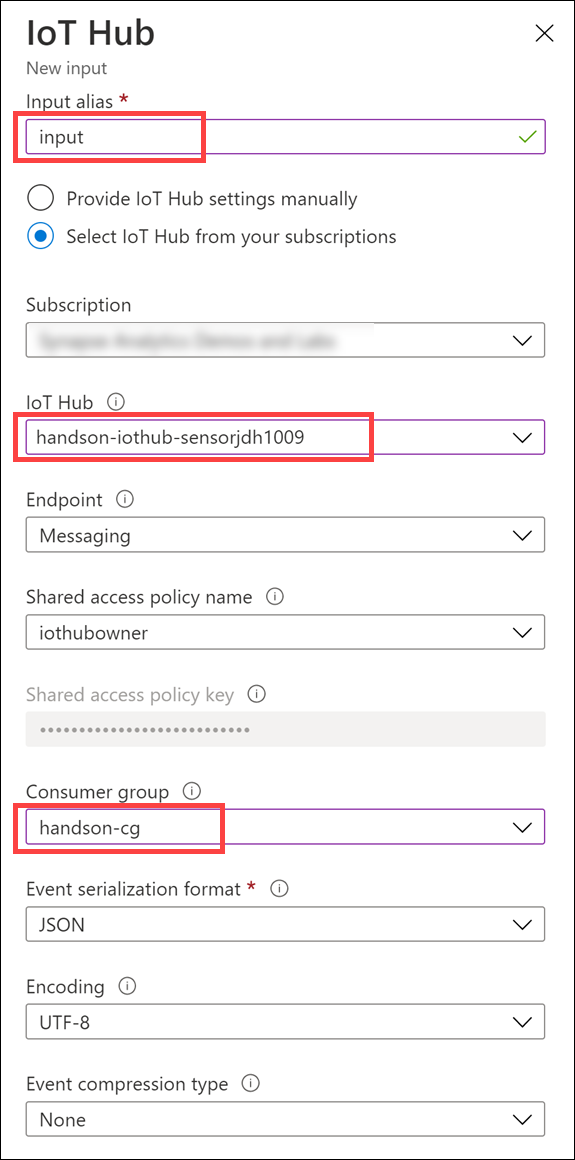 IoT Hub
New input
Input alias *
input
Provide IoT Hub settings manually
Select IoT Hub from your subscriptions
Subscription
IoT Hub
handson-iothub-sensorjdh1009
Endpoint
Messaging
Shared access policy name
iothubowner
Shared access policy key
•••••••••••••••••••••••••••
Consumer group
handson-cg
Event serialization format *
JSON
Encoding
UTF-8
Event compression type
None